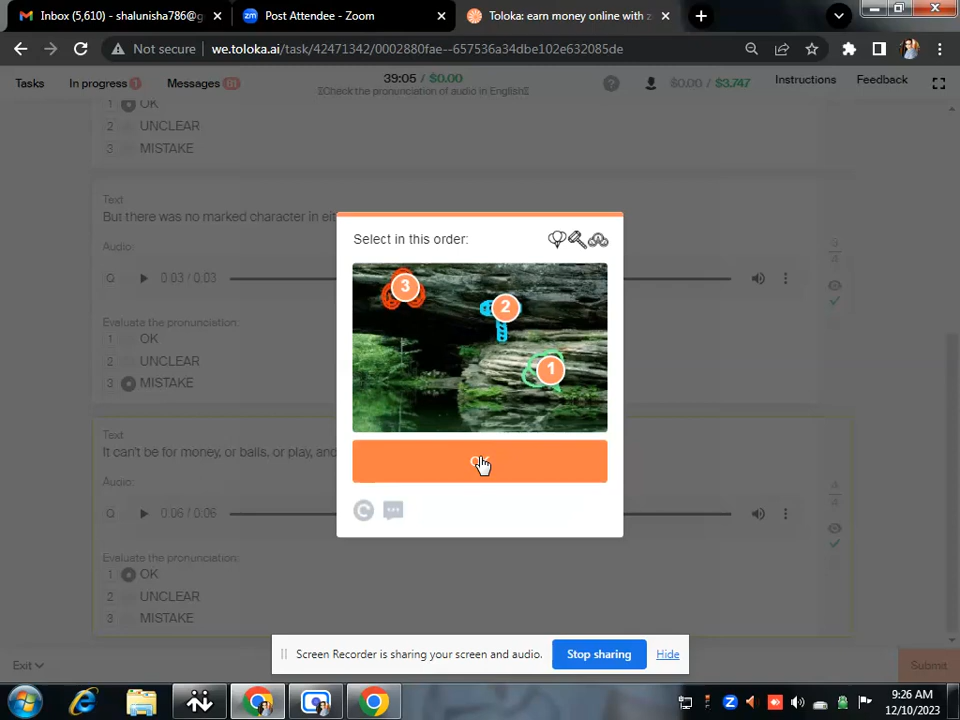 Inbox (5,610) - shalunisha786@g
Post Attendee - Zoom
Toloka: earn money online with
Not secure
we.toloka.ai/task/42471342/0002880fae--657536a34dbe102e632085de
Tasks
In progress 1
Messages
39:05 / $0.00
Check the pronunciation of audio in English
$0.00 / $3,747
Instructions
Feedback
1 OK
2 UNCLEAR
3 MISTAKE
Text
But there was no marked character in eit
Audio:
0:03 / 0:03
Evaluate the pronunciation:
1 OK
2 UNCLEAR
3 MISTAKE
Text
It can't be for money, or balls, or play, and
Audio:
0:06 / 0:06
Evaluate the pronunciation:
1 OK
2 UNCLEAR
3 MISTAKE
Select in this order:
3
2
1
Screen Recorder is sharing your screen and audio.
Stop sharing
Hide
Exit
Submit
9:26 AM
12/10/2023